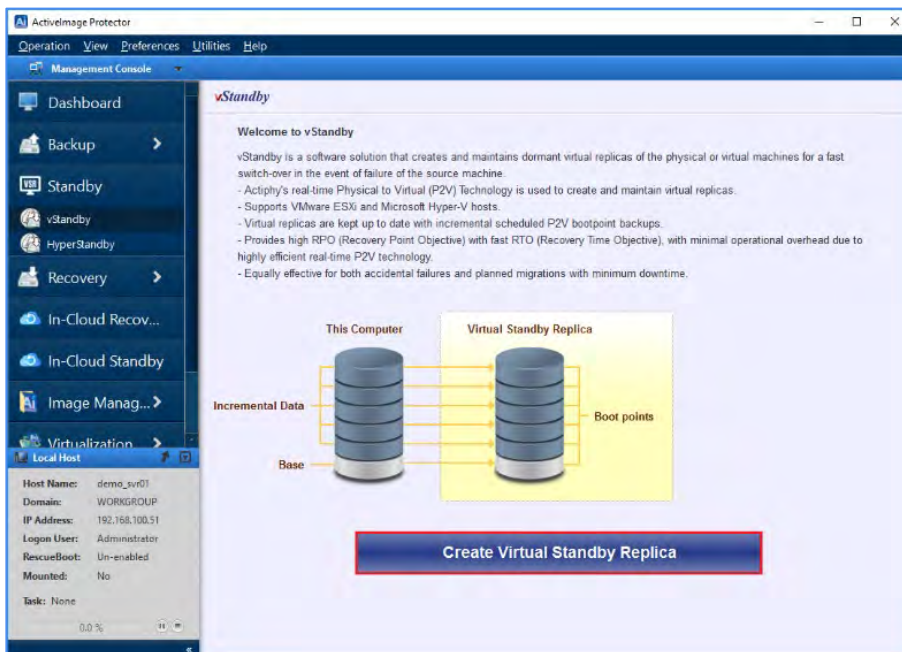 ActiveImage Protector
Operation View Preferences Utilities Help
Management Console
Dashboard
Backup
Standby
vStandby
HyperStandby
Recovery
In-Cloud Recov...
In-Cloud Standby
Image Manag...
Virtualization
Local Host
Host Name: demo_svr01
Domain: WORKGROUP
IP Address: 192.168.100.51
Logon User: Administrator
RescueBoot: Un-enabled
Mounted: No
Task: None
0.0 %
vStandby
Welcome to vStandby
vStandby is a software solution that creates and maintains dormant virtual replicas of the physical or virtual machines for a fast
switch-over in the event of failure of the source machine.
- Actiphy's real-time Physical to Virtual (P2V) Technology is used to create and maintain virtual replicas.
- Supports VMware ESXi and Microsoft Hyper-V hosts.
- Virtual replicas are kept up to date with incremental scheduled P2V bootpoint backups.
- Provides high RPO (Recovery Point Objective) with fast RTO (Recovery Time Objective), with minimal operational overhead due to
highly efficient real-time P2V technology.
- Equally effective for both accidental failures and planned migrations with minimum downtime.
This Computer
Virtual Standby Replica
Incremental Data
Boot points
Base
Create Virtual Standby Replica